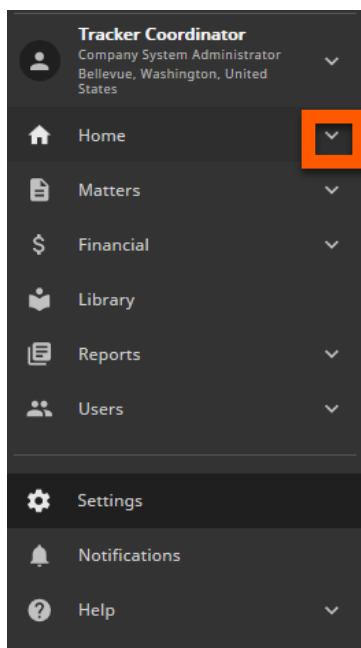 Tracker Coordinator
Company System Administrator
Bellevue, Washington, United
States
Home
Matters
Financial
Library
Reports
Users
Settings
Notifications
Help